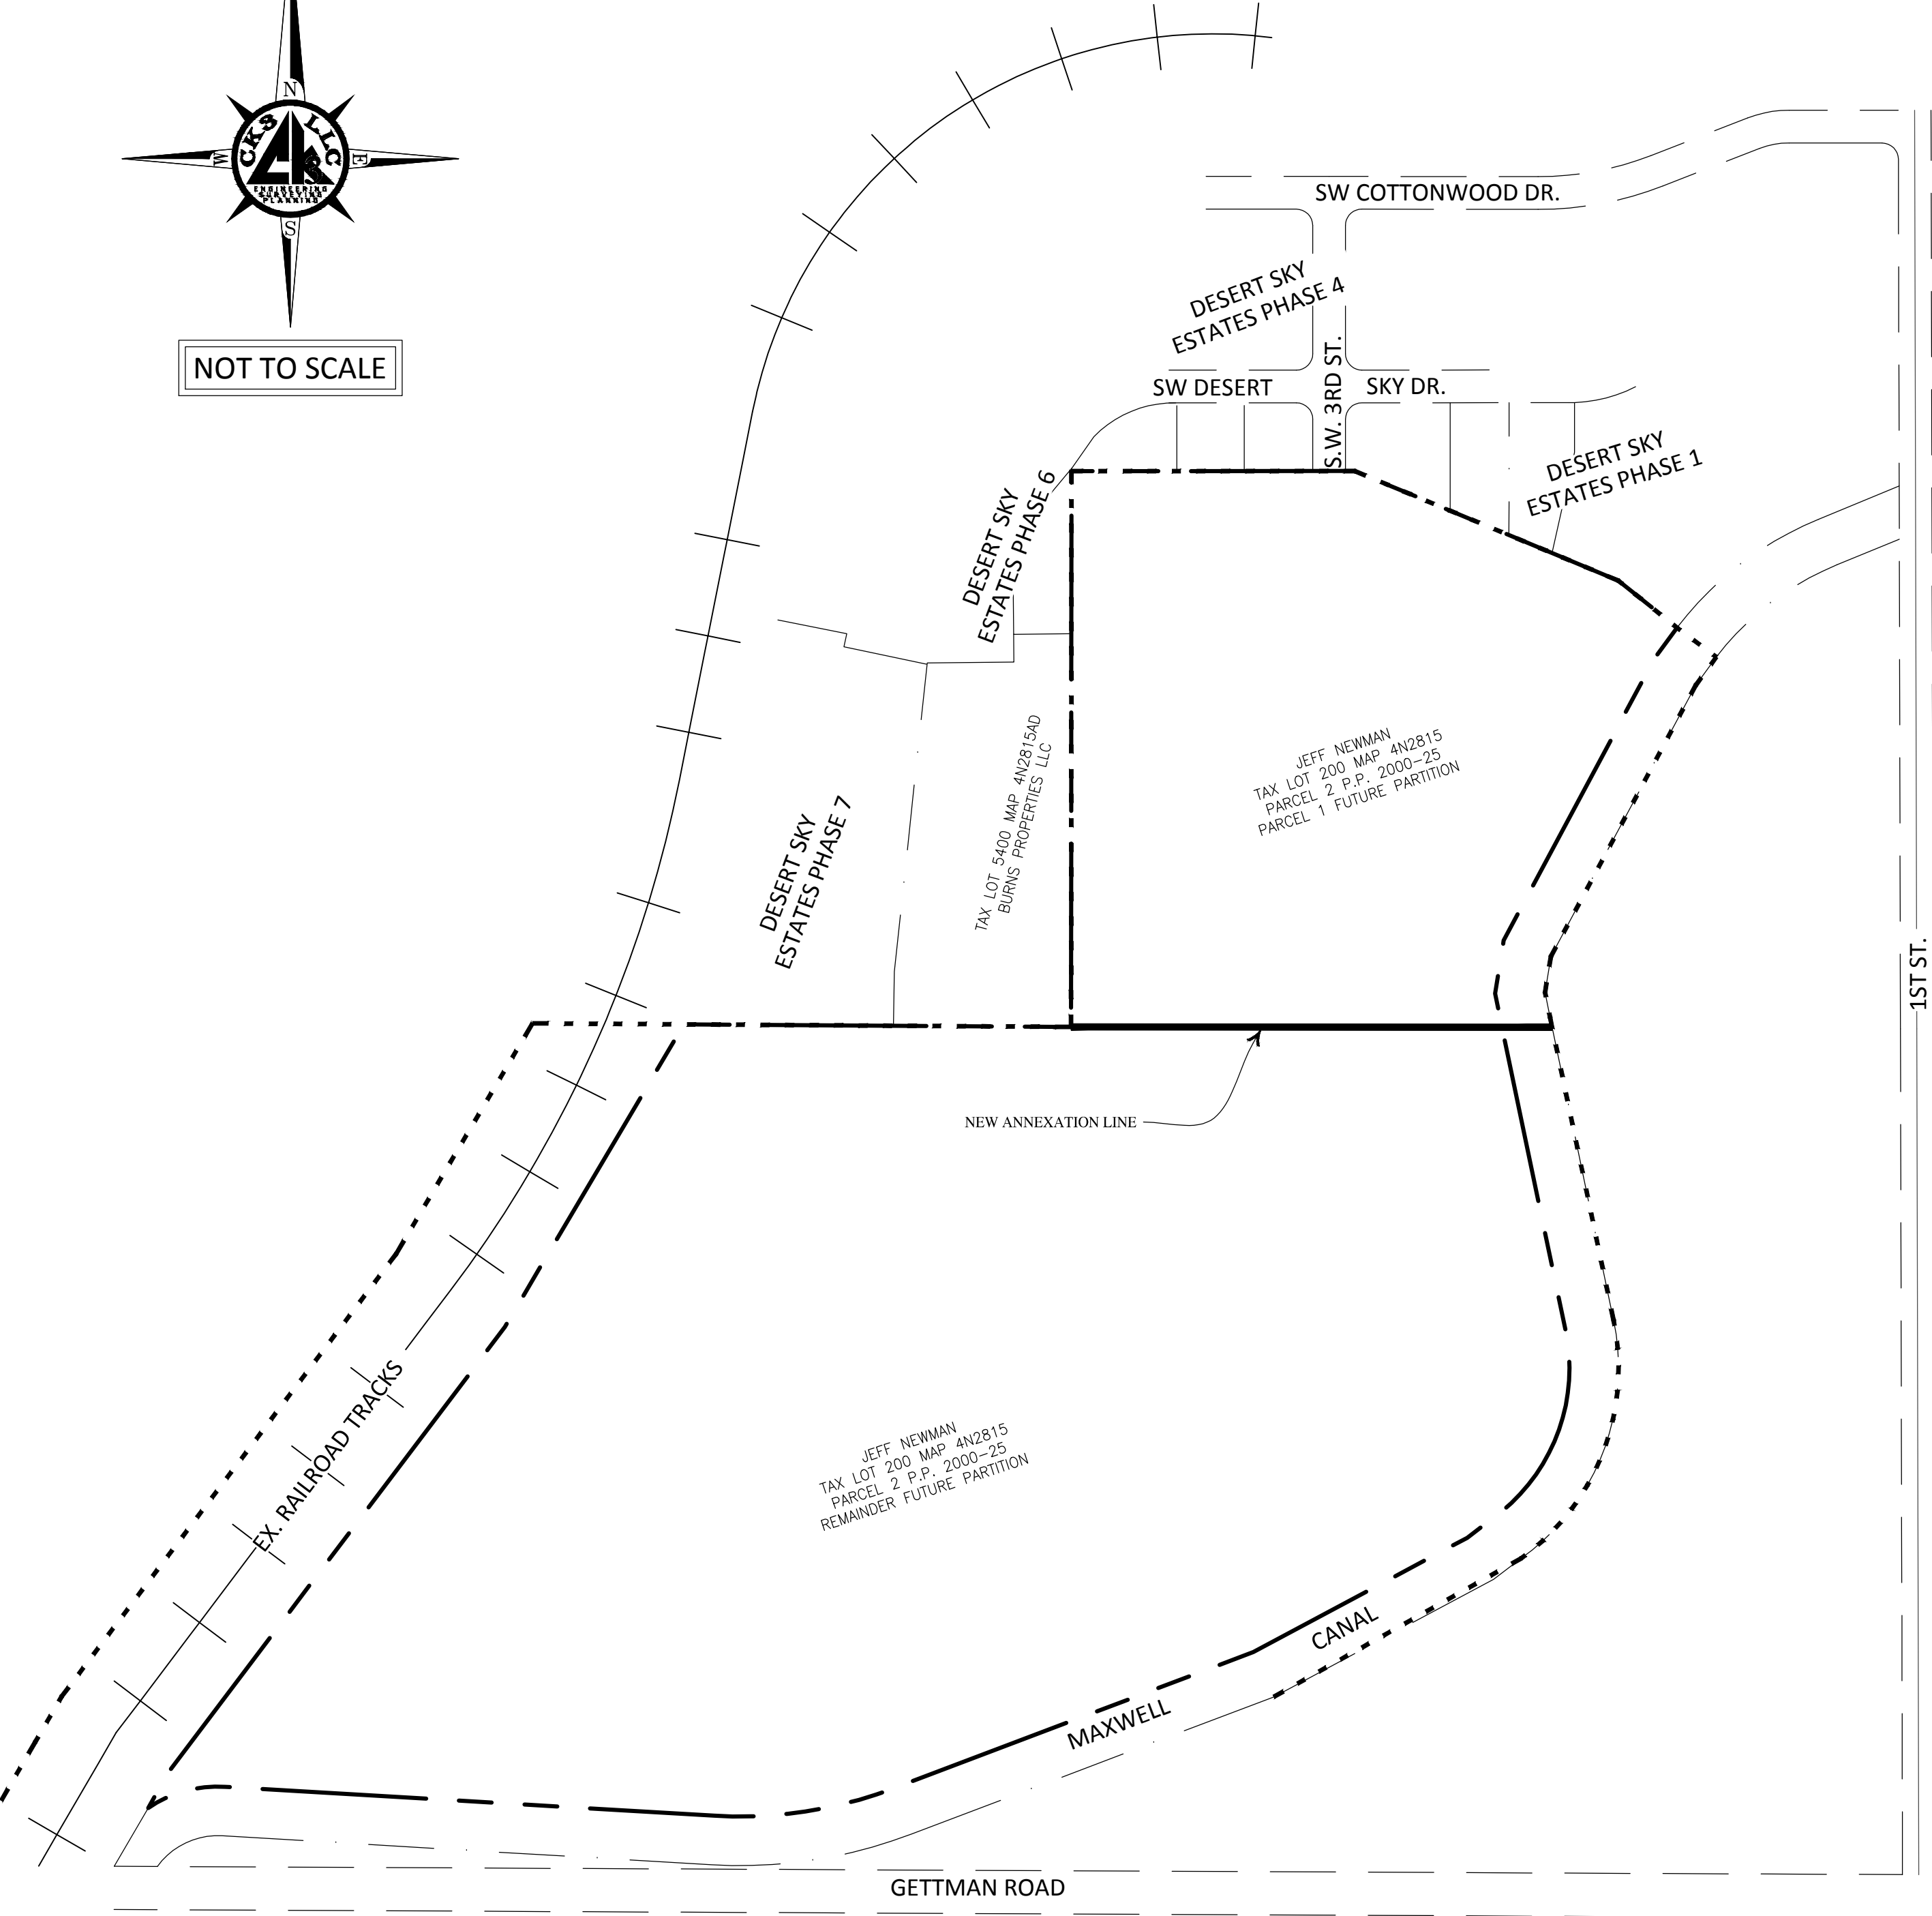 N
CK3 LLC
W
E
ENGINEERING
SURVEYING
PLANNING
S
NOT TO SCALE
SW COTTONWOOD DR.
DESERT SKY
ESTATES PHASE 4
S.W. 3RD ST.
SW DESERT SKY DR.
DESERT SKY
ESTATES PHASE 1
DESERT SKY
ESTATES PHASE 6
JEFF NEWMAN
TAX LOT 200 MAP 4N2815
PARCEL 2 P.P. 2000-25
PARCEL 1 FUTURE PARTITION
TAX LOT 5400 MAP 4N2815AD
BURNS PROPERTIES LLC
DESERT SKY
ESTATES PHASE 7
1ST ST.
NEW ANNEXATION LINE
EX. RAILROAD TRACKS
JEFF NEWMAN
TAX LOT 200 MAP 4N2815
PARCEL 2 P.P. 2000-25
REMAINDER FUTURE PARTITION
MAXWELL CANAL
GETTMAN ROAD